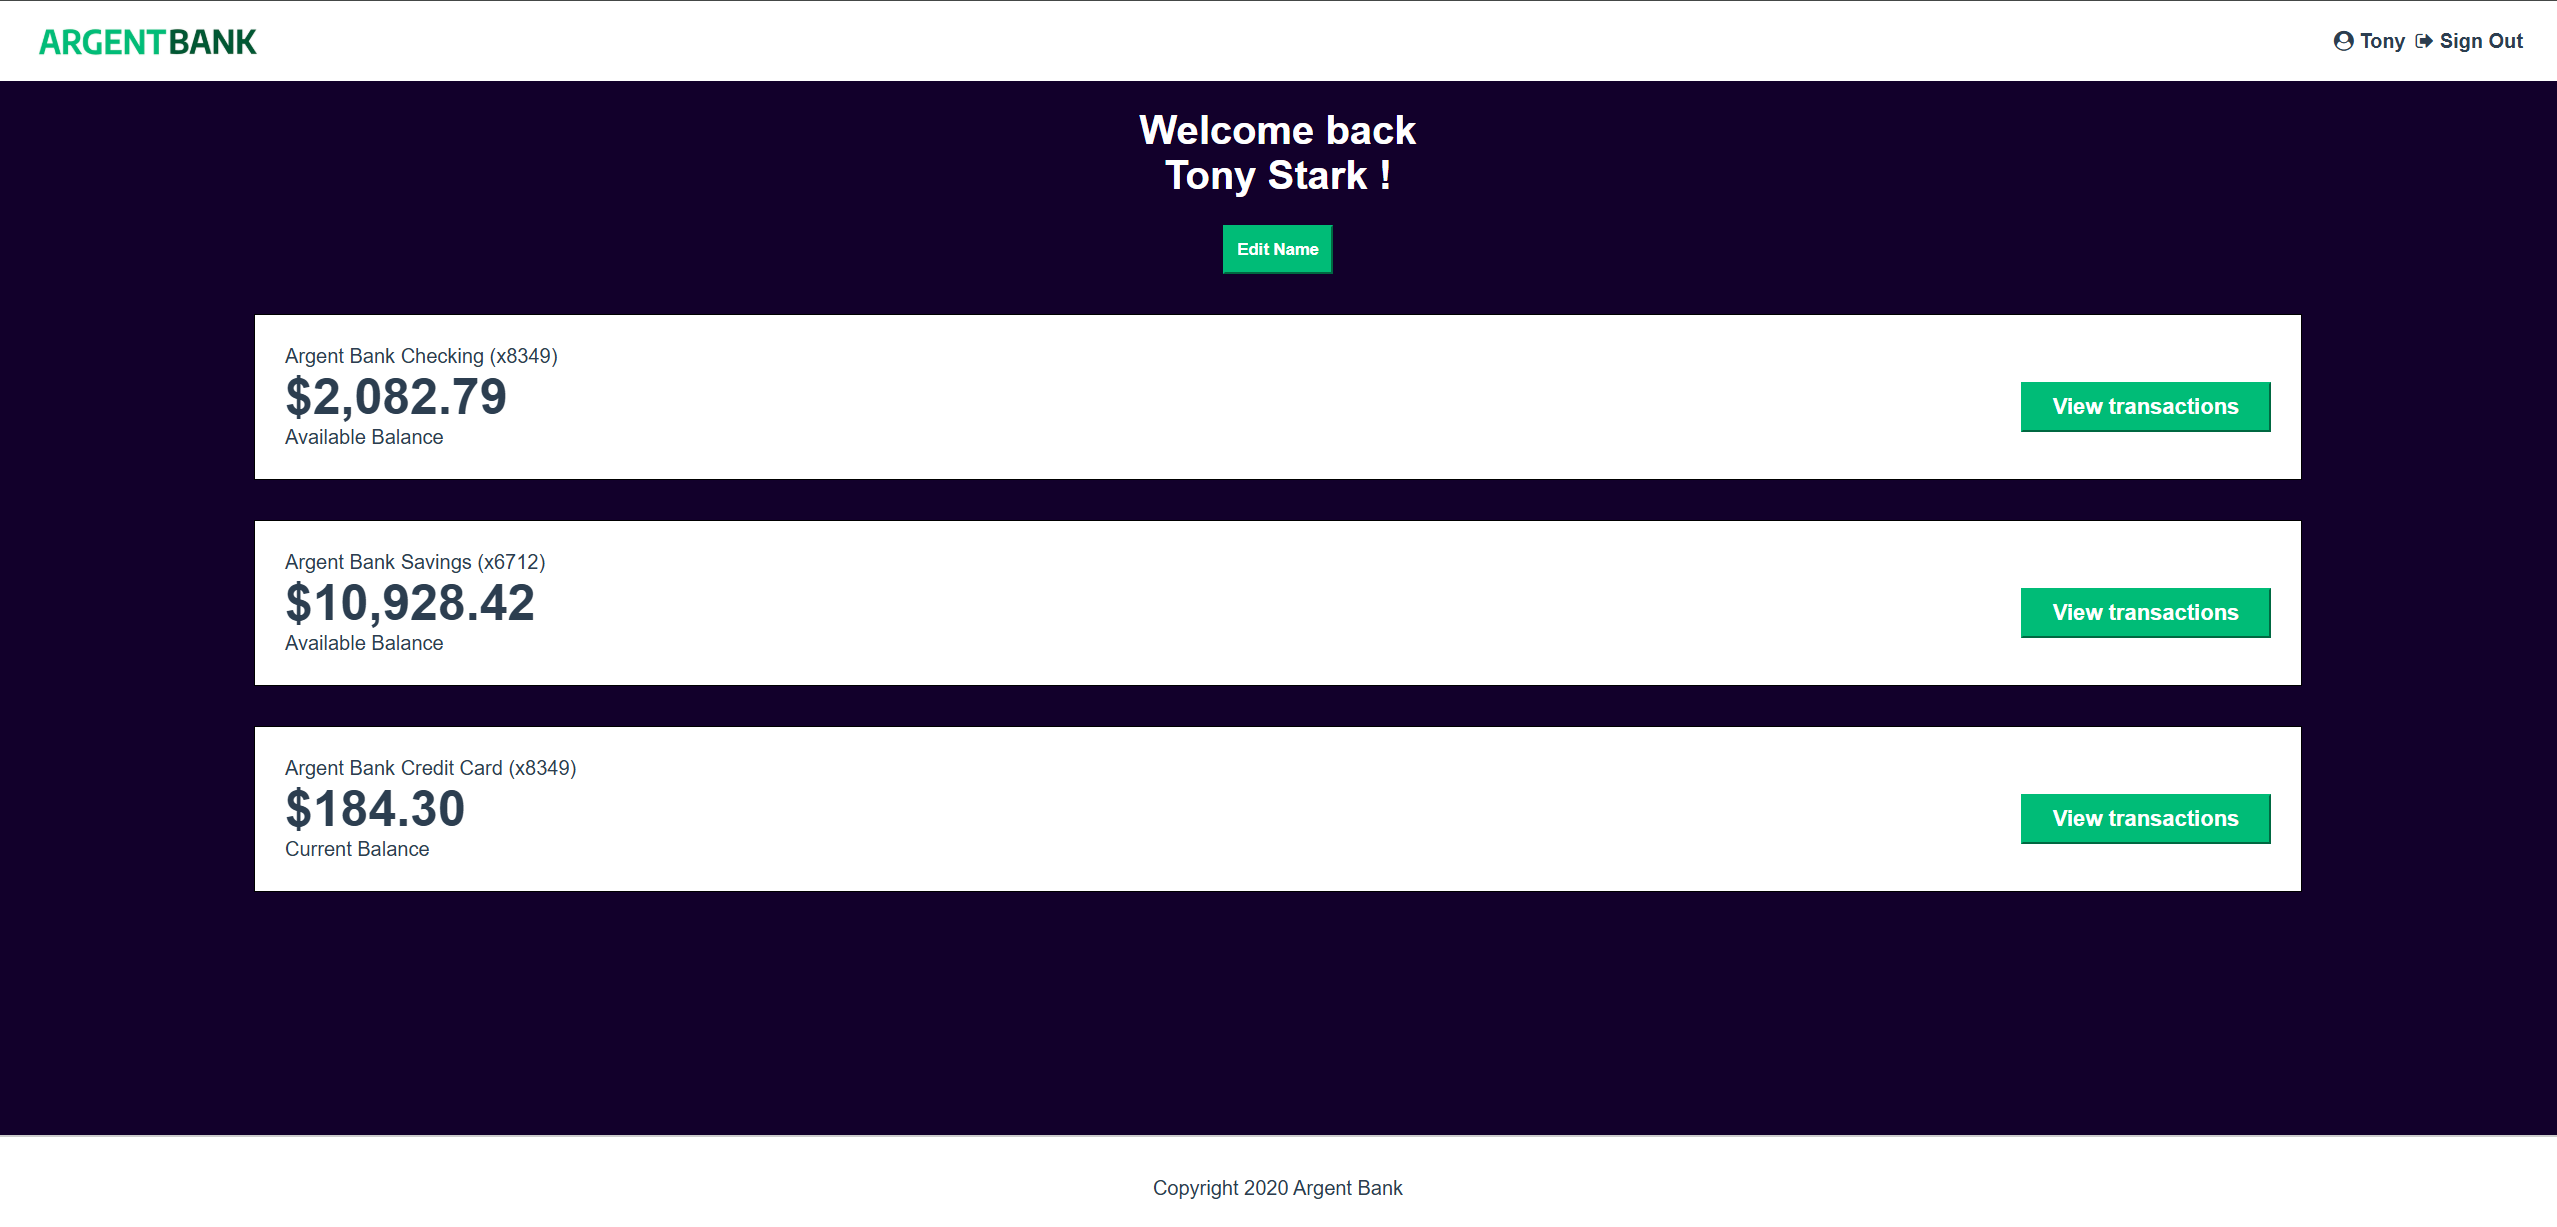 ARGENTBANK
Tony Sign Out
Welcome back
Tony Stark !
Edit Name
Argent Bank Checking (x8349)
$2,082.79
Available Balance
View transactions
Argent Bank Savings (x6712)
$10,928.42
Available Balance
View transactions
Argent Bank Credit Card (x8349)
$184.30
Current Balance
View transactions
Copyright 2020 Argent Bank